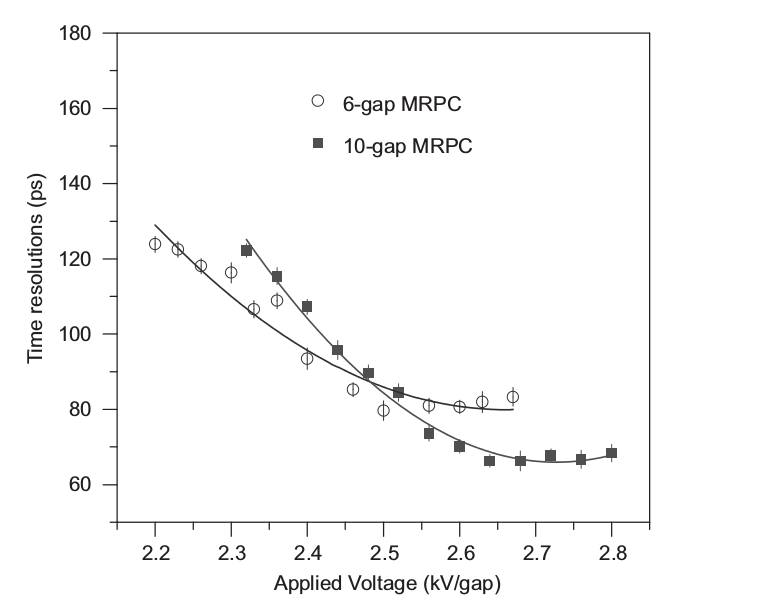 180
160
140
120
100
80
60
Time resolutions (ps)
6-gap MRPC
10-gap MRPC
2.2 2.3 2.4 2.5 2.6 2.7 2.8
Applied Voltage (kV/gap)